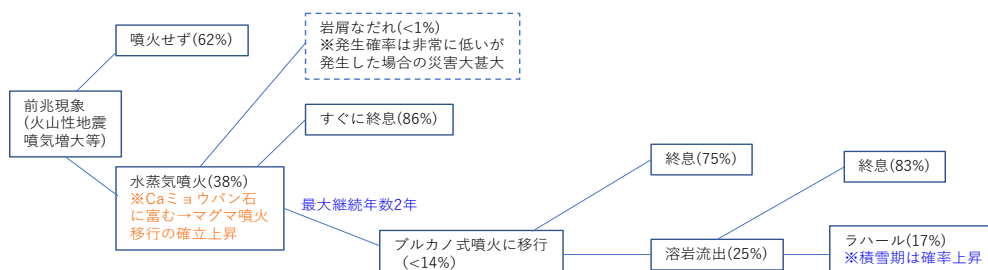 噴火せず(62%)
岩屑なだれ(<1%)
※発生確率は非常に低いが
発生した場合の災害大甚大
前兆現象
(火山性地震
噴気増大等)
すぐに終息(86%)
水蒸気噴火(38%)
※Caミョウバン石
に富む→マグマ噴火
移行の確立上昇
最大継続年数2年
ブルカノ式噴火に移行
(<14%)
終息(75%)
溶岩流出(25%)
終息(83%)
ラハール(17%)
※積雪期は確率上昇